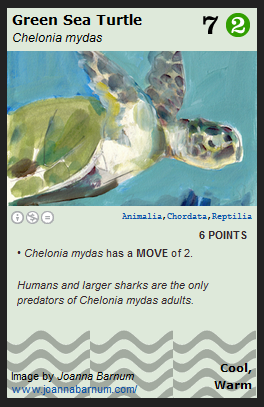 Green Sea Turtle 7 2
Chelonia mydas
Animalia,Chordata,Reptilia
6 POINTS
• Chelonia mydas has a MOVE of 2.
Humans and larger sharks are the only
predators of Chelonia mydas adults.
Cool,
Warm
Image by Joanna Barnum
www.joannabarnum.com/